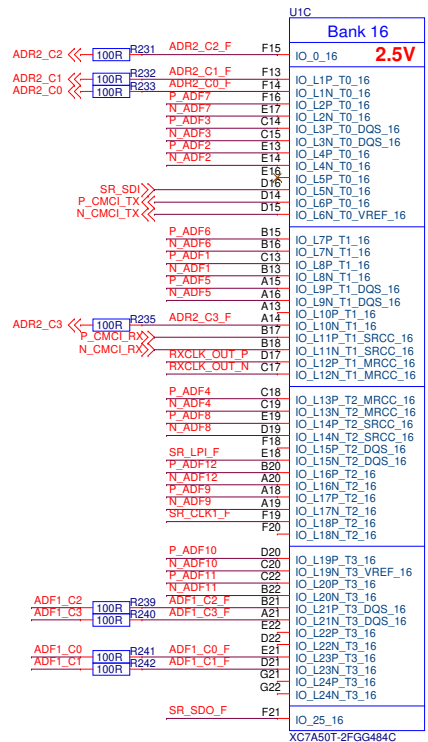 U1C
Bank 16
2.5V
ADR2_C2 100R R231 ADR2_C2_F F15 IO_0_16
ADR2_C1 100R R232 ADR2_C1_F F13 IO_L1P_T0_16
ADR2_C0 100R R233 ADR2_C0_F F14 IO_L1N_T0_16
P_ADF7 F16 IO_L2P_T0_16
N_ADF7 E17 IO_L2N_T0_16
P_ADF3 C14 IO_L3P_T0_DQS_16
N_ADF3 C15 IO_L3N_T0_DQS_16
P_ADF2 E13 IO_L4P_T0_16
N_ADF2 E14 IO_L4N_T0_16
E16 IO_L5P_T0_16
SR_SDI D16 IO_L5N_T0_16
P_CMCI_TX D14 IO_L6P_T0_16
N_CMCI_TX D15 IO_L6N_T0_VREF_16
P_ADF6 B15 IO_L7P_T1_16
N_ADF6 B16 IO_L7N_T1_16
P_ADF1 C13 IO_L8P_T1_16
N_ADF1 B13 IO_L8N_T1_16
P_ADF5 A15 IO_L9P_T1_DQS_16
N_ADF5 A16 IO_L9N_T1_DQS_16
A13 IO_L10P_T1_16
ADR2_C3 100R R235 ADR2_C3_F A14 IO_L10N_T1_16
P_CMCI_RX B17 IO_L11P_T1_SRCC_16
N_CMCI_RX B18 IO_L11N_T1_SRCC_16
RXCLK_OUT_P D17 IO_L12P_T1_MRCC_16
RXCLK_OUT_N C17 IO_L12N_T1_MRCC_16
P_ADF4 C18 IO_L13P_T2_MRCC_16
N_ADF4 C19 IO_L13N_T2_MRCC_16
P_ADF8 E19 IO_L14P_T2_SRCC_16
N_ADF8 D19 IO_L14N_T2_SRCC_16
F18 IO_L15P_T2_DQS_16
SR_LPI_F E18 IO_L15N_T2_DQS_16
P_ADF12 B20 IO_L16P_T2_16
N_ADF12 A20 IO_L16N_T2_16
P_ADF9 A18 IO_L17P_T2_16
N_ADF9 A19 IO_L17N_T2_16
SR_CLK1_F F19 IO_L18P_T2_16
F20 IO_L18N_T2_16
P_ADF10 D20 IO_L19P_T3_16
N_ADF10 C20 IO_L19N_T3_VREF_16
P_ADF11 C22 IO_L20P_T3_16
N_ADF11 B22 IO_L20N_T3_16
ADF1_C2 100R R239 ADF1_C2_F B21 IO_L21P_T3_DQS_16
ADF1_C3 100R R240 ADF1_C3_F A21 IO_L21N_T3_DQS_16
E22 IO_L22P_T3_16
D22 IO_L22N_T3_16
ADF1_C0 100R R241 ADF1_C0_F E21 IO_L23P_T3_16
ADF1_C1 100R R242 ADF1_C1_F D21 IO_L23N_T3_16
G21 IO_L24P_T3_16
G22 IO_L24N_T3_16
SR_SDO_F F21 IO_25_16
XC7A50T-2FGG484C